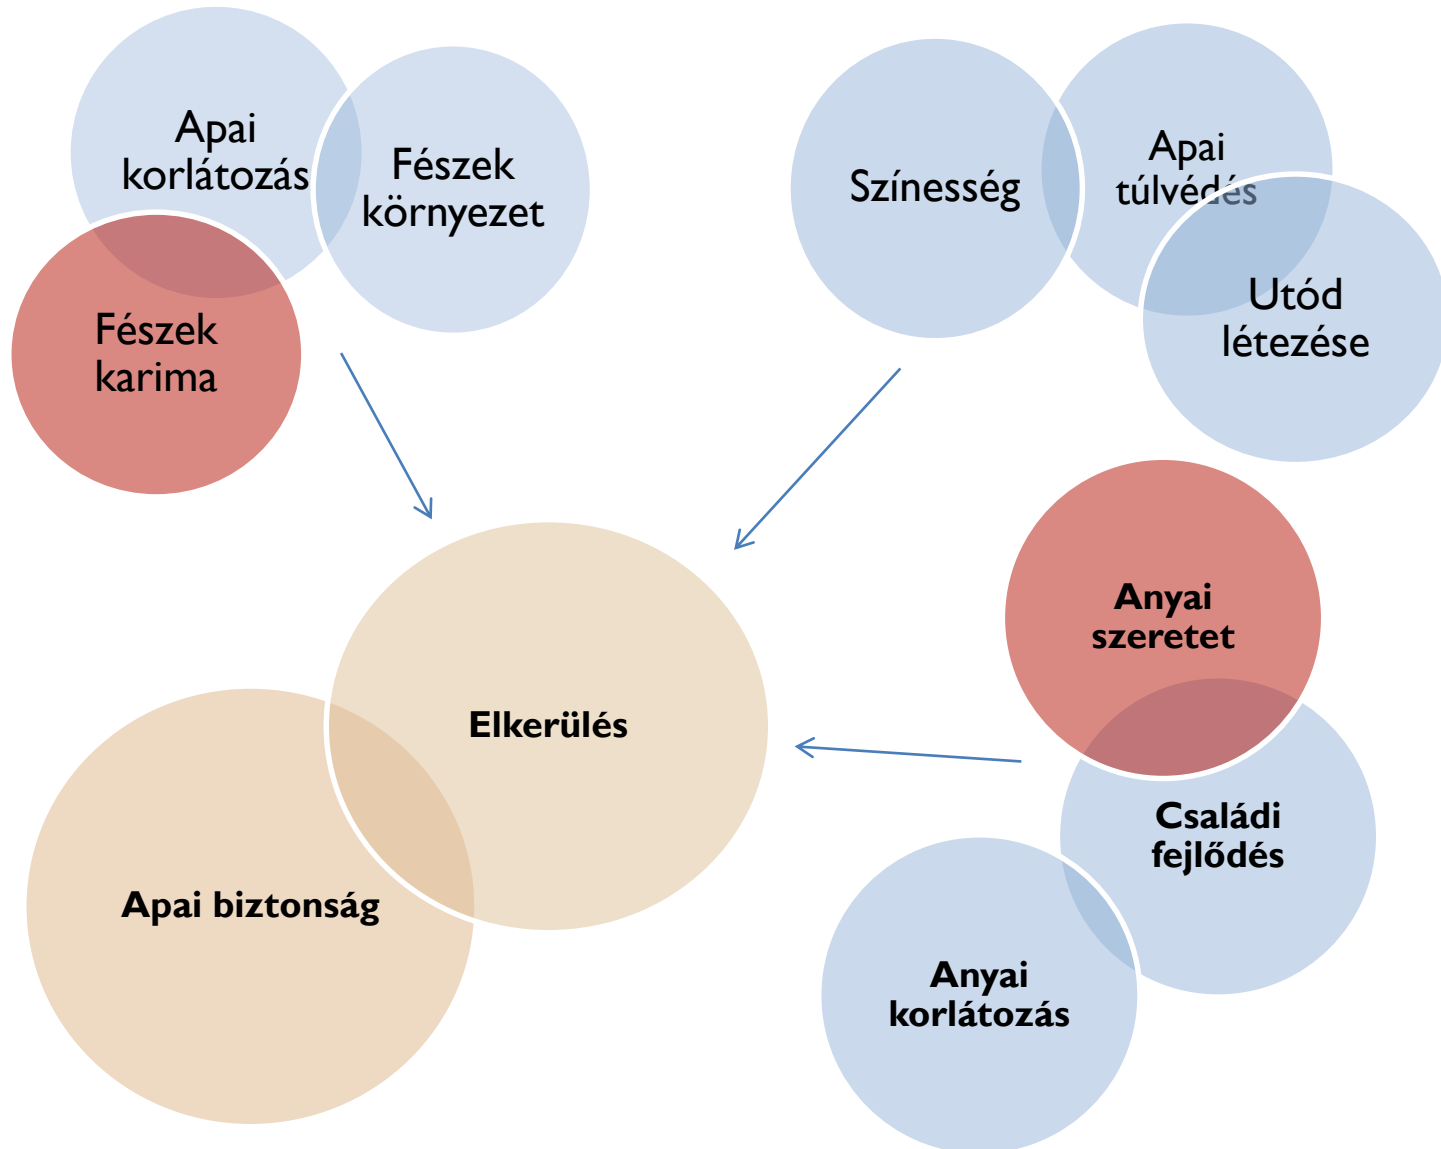 Apai
korlátozás
Fészek
környezet
Fészek
karima
Színesség
Apai
túlvédés
Utód
létezése
Anyai
szeretet
Családi
fejlődés
Anyai
korlátozás
Elkerülés
Apai biztonság